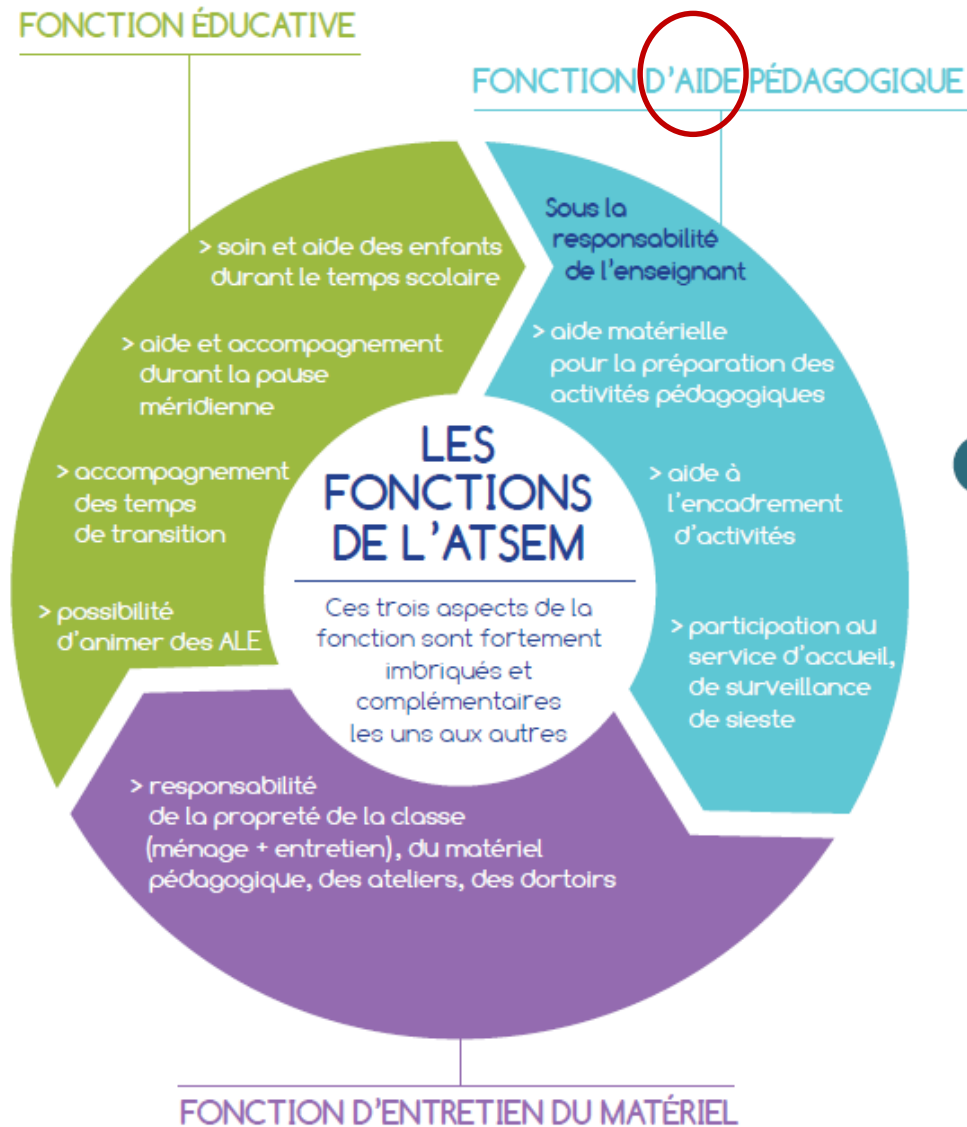 FONCTION ÉDUCATIVE
FONCTION D'AIDE PÉDAGOGIQUE
> soin et aide des enfants
durant le temps scolaire
> aide et accompagnement
durant la pause
méridienne
> accompagnement
des temps
de transition
> possibilité
d'animer des ALE
Sous la
responsabilité
de l'enseignant
> aide matérielle
pour la préparation des
activités pédagogiques
> aide à
l'encadrement
d'activités
> participation au
service d'accueil,
de surveillance
de sieste
LES
FONCTIONS
DE L'ATSEM
Ces trois aspects de la
fonction sont fortement
imbriqués et
complémentaires
les uns aux autres
> responsabilité
de la propreté de la classe
(ménage + entretien), du matériel
pédagogique, des ateliers, des dortoirs
FONCTION D'ENTRETIEN DU MATÉRIEL